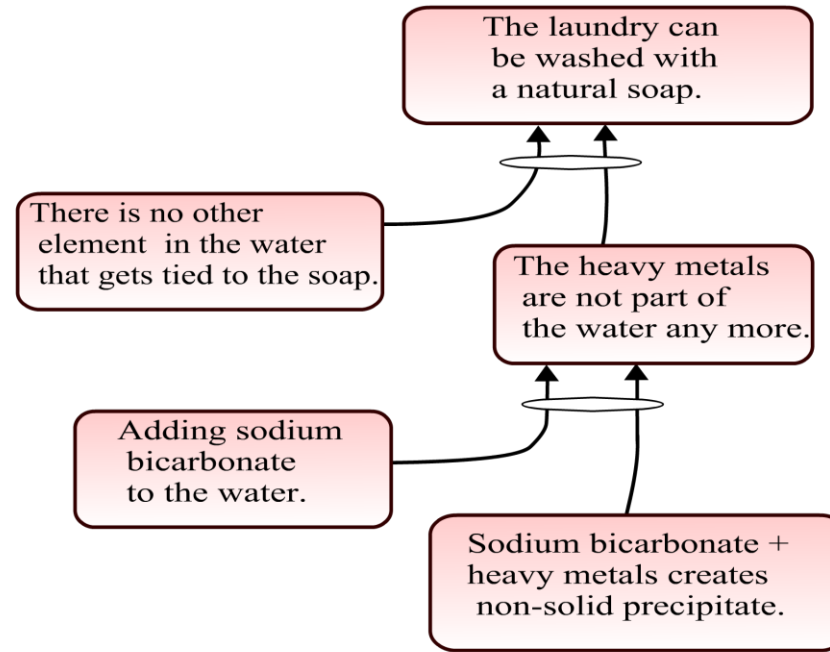 The laundry can
be washed with
a natural soap.
There is no other
element in the water
that gets tied to the soap.
The heavy metals
are not part of
the water any more.
Adding sodium
bicarbonate
to the water.
Sodium bicarbonate +
heavy metals creates
non-solid precipitate.